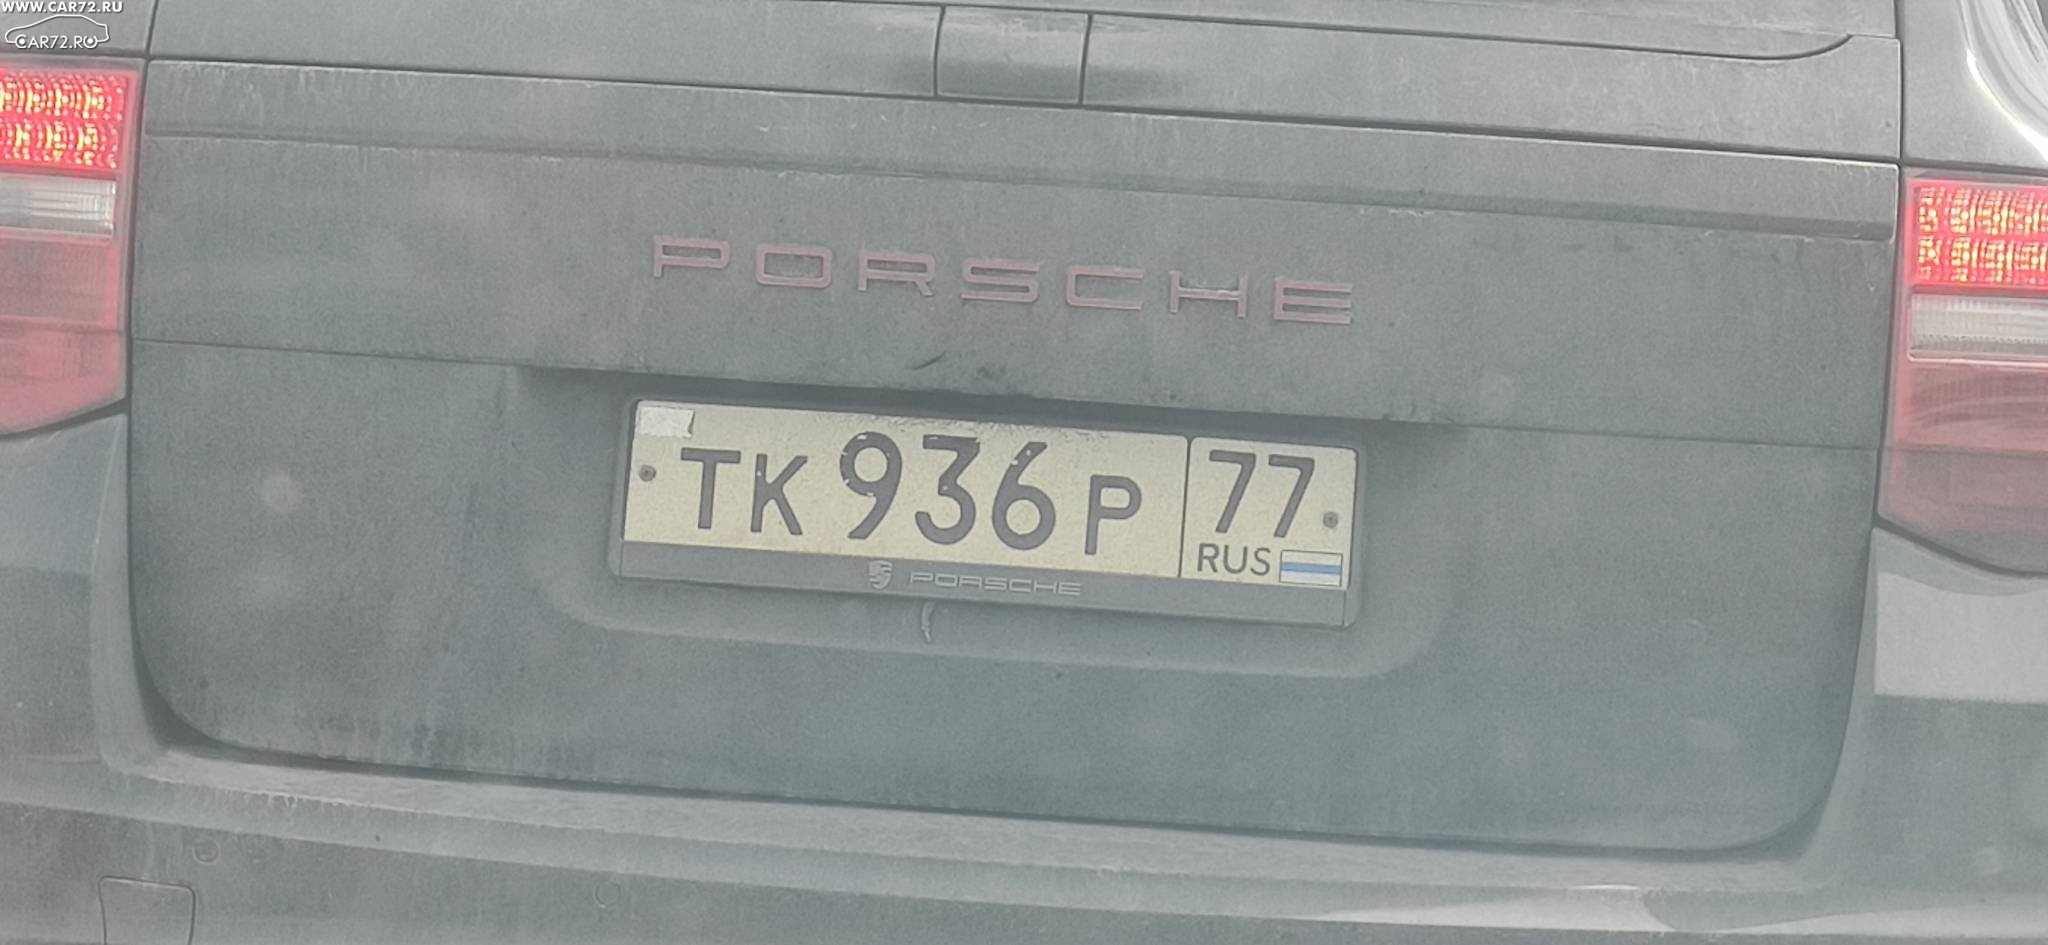 WWW.CAR72.RU
CAR72.RU
PORSCHE
ТК 936 Р 77
RUS
PORSCHE